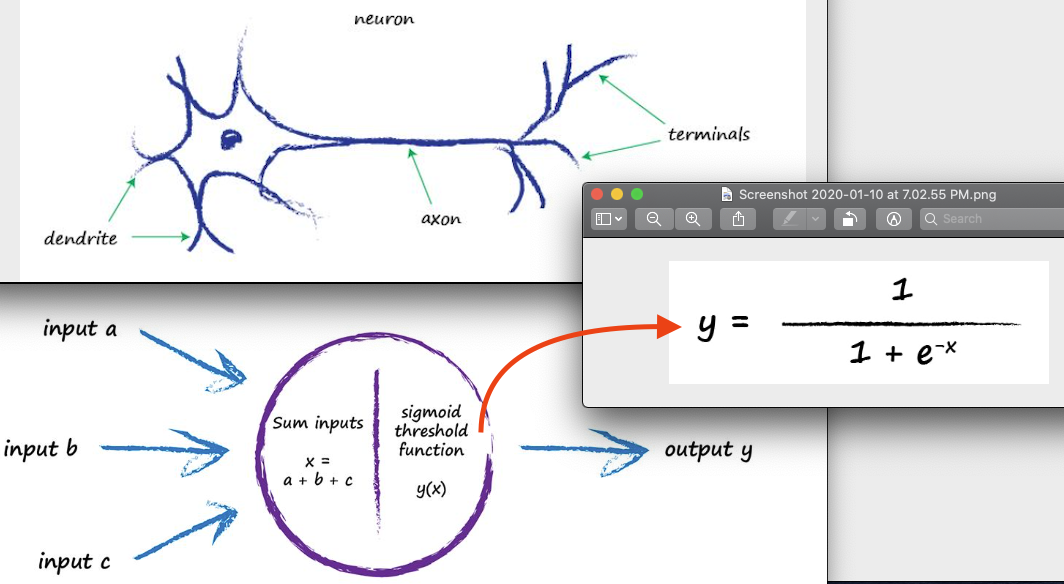 neuron
terminals
axon
dendrite
Screenshot 2020-01-10 at 7.02.55 PM.png
Search
y = 1 / 1 + e^-x
input a
input b
input c
Sum inputs
x =
a + b + c
sigmoid
threshold
function
y(x)
output y